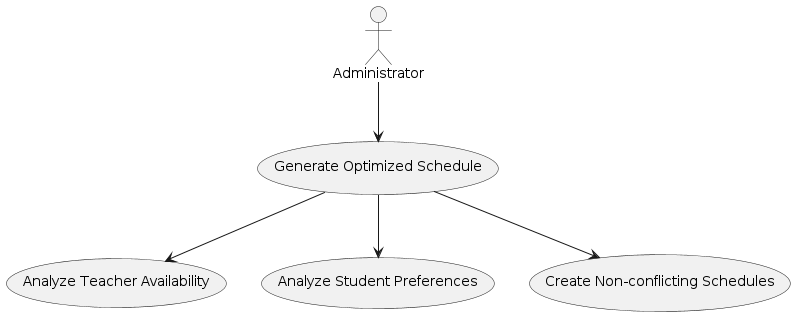 Administrator
Generate Optimized Schedule
Analyze Teacher Availability
Analyze Student Preferences
Create Non-conflicting Schedules